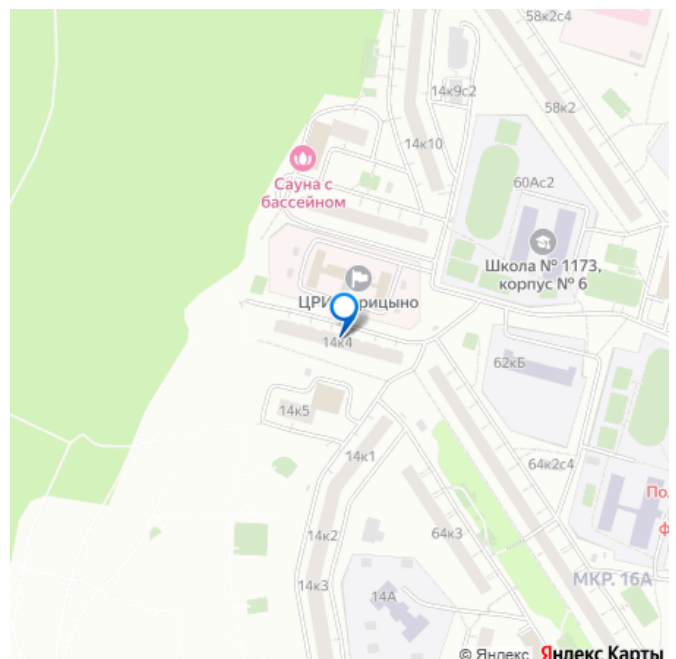 58к2с4
14к9с2
58к2
14к10
Сауна с
бассейном
60Ас2
Школа № 1173,
корпус № 6
ЦРИ рицыно
14к4
62кБ
14к5
14к1
64к2с4
По
ф
14к2
64к3
14к3
МКР. 16А
14А
© Яндекс Яндекс Карты